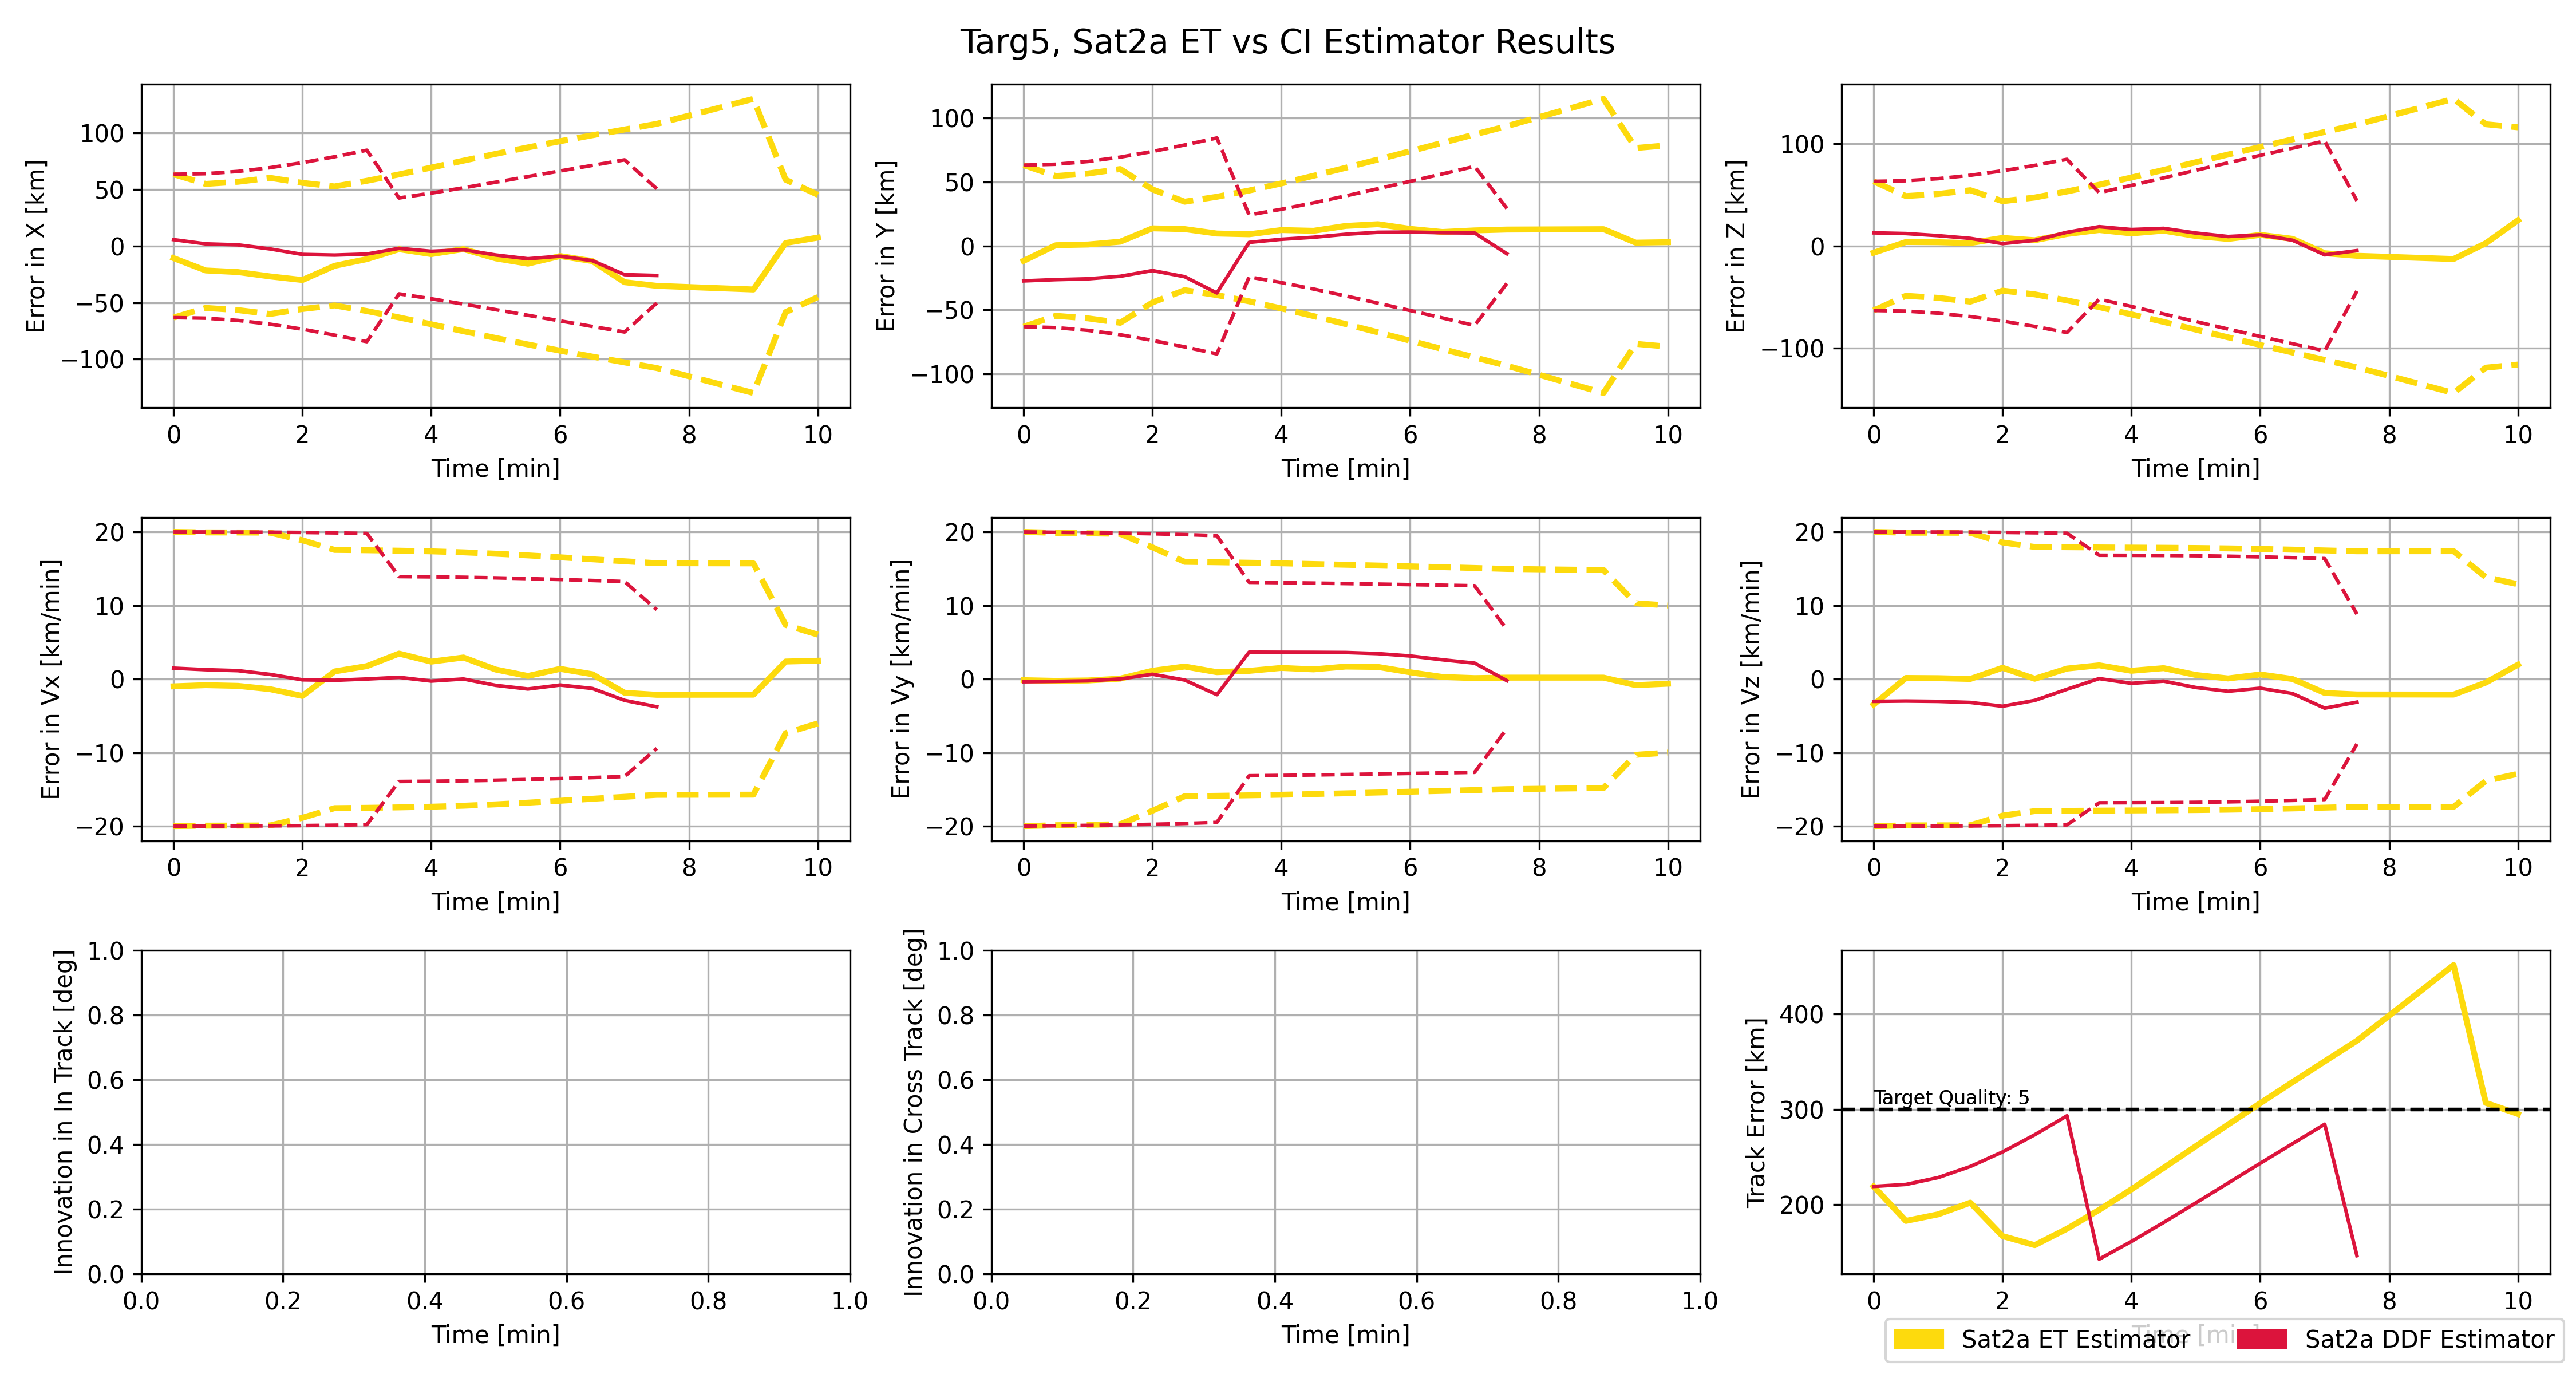 Targ5, Sat2a ET vs CI Estimator Results
Error in X [km]
100
50
0
−50
−100
0 2 4 6 8 10
Time [min]
Error in Y [km]
100
50
0
−50
−100
0 2 4 6 8 10
Time [min]
Error in Z [km]
100
0
−100
0 2 4 6 8 10
Time [min]
Error in Vx [km/min]
20
10
0
−10
−20
0 2 4 6 8 10
Time [min]
Error in Vy [km/min]
20
10
0
−10
−20
0 2 4 6 8 10
Time [min]
Error in Vz [km/min]
20
10
0
−10
−20
0 2 4 6 8 10
Time [min]
Innovation in In Track [deg]
1.0
0.8
0.6
0.4
0.2
0.0
0.0 0.2 0.4 0.6 0.8 1.0
Time [min]
Innovation in Cross Track [deg]
1.0
0.8
0.6
0.4
0.2
0.0
0.0 0.2 0.4 0.6 0.8 1.0
Time [min]
Track Error [km]
400
300
200
Target Quality: 5
0 2 4 6 8 10
Time [min]
Sat2a ET Estimator
Sat2a DDF Estimator